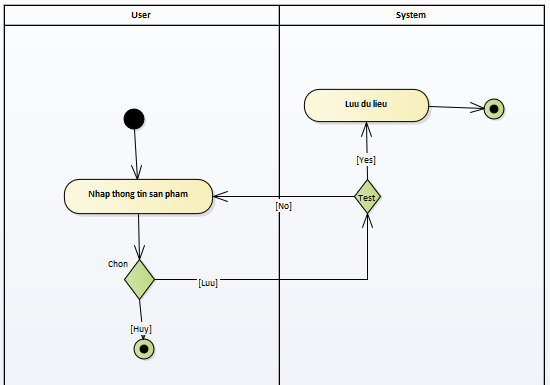 User
System
Luu du lieu
[Yes]
Nhap thong tin san pham
Test
[No]
Chon
[Luu]
[Huy]